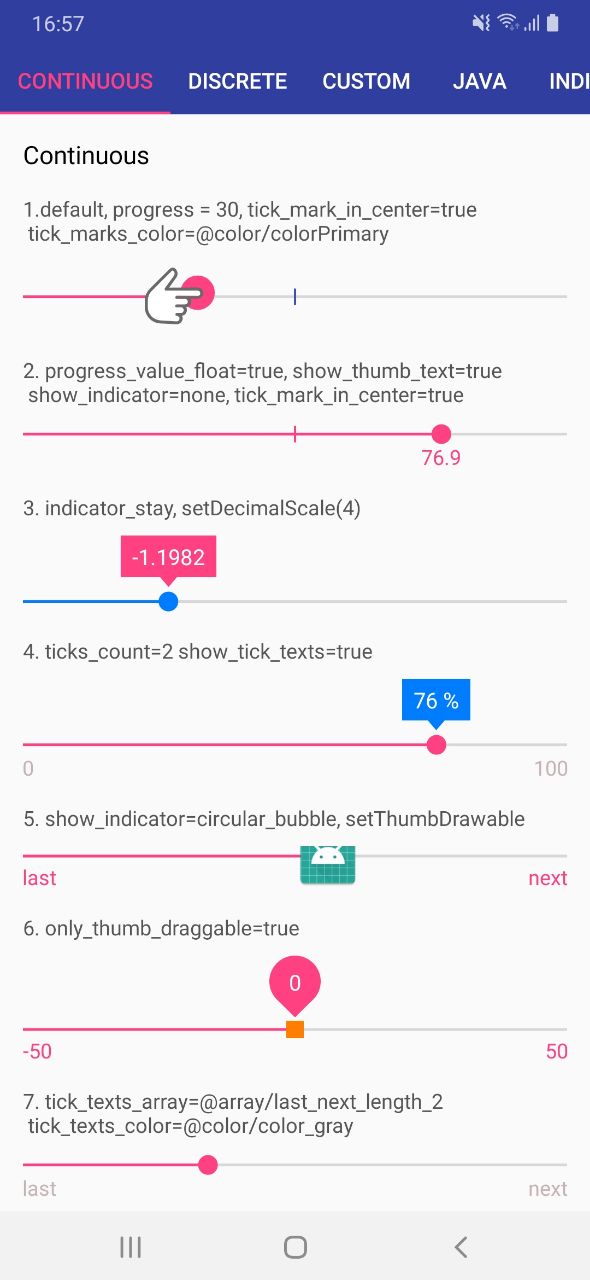 16:57
CONTINUOUS DISCRETE CUSTOM JAVA INDI
Continuous
1.default, progress = 30, tick_mark_in_center=true
tick_marks_color=@color/colorPrimary
2. progress_value_float=true, show_thumb_text=true
show_indicator=none, tick_mark_in_center=true
76.9
3. indicator_stay, setDecimalScale(4)
-1.1982
4. ticks_count=2 show_tick_texts=true
76 %
0 100
5. show_indicator=circular_bubble, setThumbDrawable
last next
6. only_thumb_draggable=true
0
-50 50
7. tick_texts_array=@array/last_next_length_2
tick_texts_color=@color/color_gray
last next